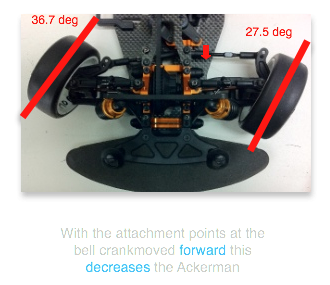 36.7 deg
27.5 deg
With the attachment points at the
bell crankmoved forward this
decreases the Ackerman